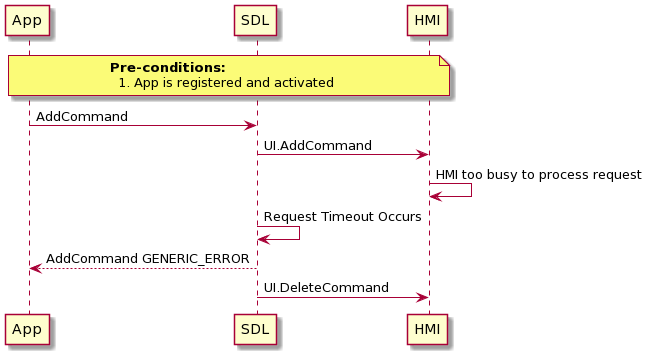 App SDL HMI
Pre-conditions:
1. App is registered and activated
AddCommand
UI.AddCommand
HMI too busy to process request
Request Timeout Occurs
AddCommand GENERIC_ERROR
UI.DeleteCommand
App SDL HMI